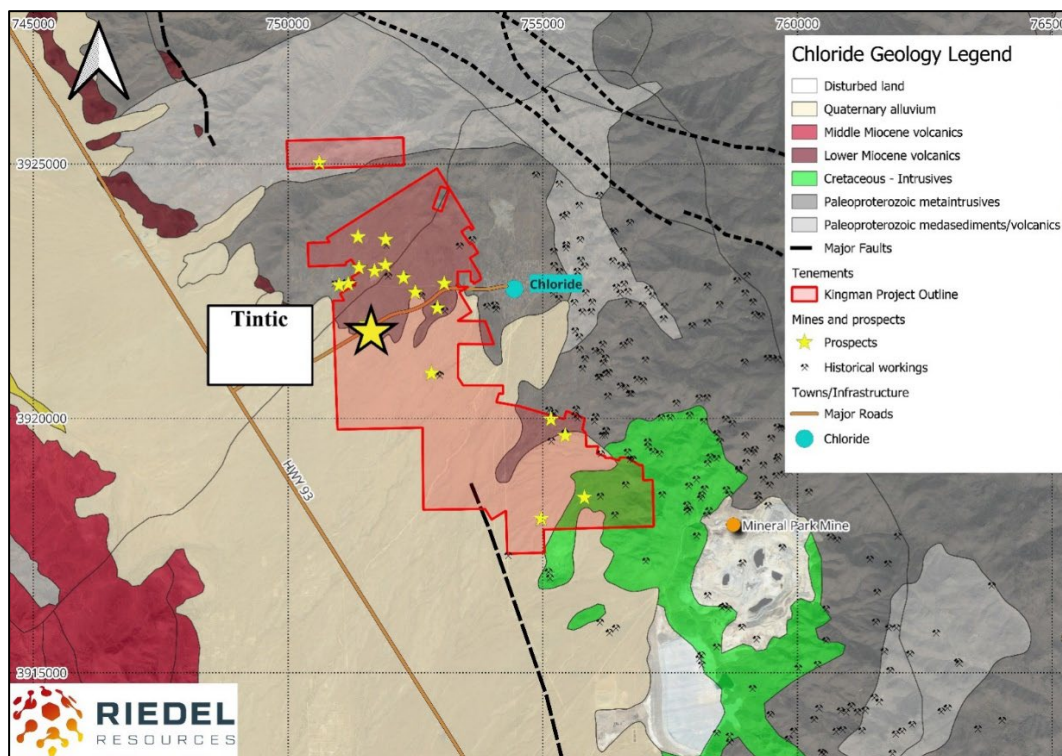 745000
750000
755000
760000
765000
Chloride Geology Legend
Disturbed land
Quaternary alluvium
Middle Miocene volcanics
Lower Miocene volcanics
Cretaceous - Intrusives
Paleoproterozoic metaintrusives
Paleoproterozoic medasediments/volcanics
Major Faults
Tenements
Kingman Project Outline
Mines and prospects
Prospects
Historical workings
Towns/Infrastructure
Major Roads
Chloride
3925000
Chloride
Tintic
3920000
HWY 93
Mineral Park Mine
3915000
RIEDEL
RESOURCES